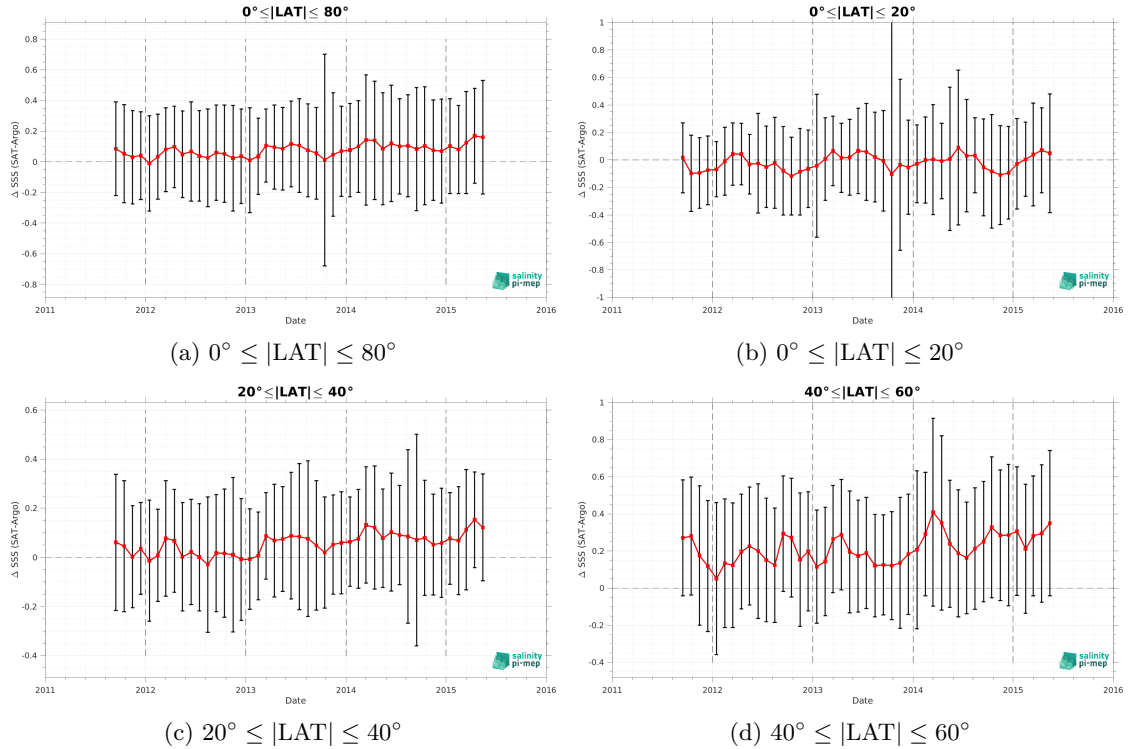 0°≤|LAT|≤ 80°
Δ SSS (SAT-Argo)
0.8
0.6
0.4
0.2
0
-0.2
-0.4
-0.6
-0.8
2011 2012 2013 2014 2015 2016
Date
salinity
pi-mep
(a) 0° ≤ |LAT| ≤ 80°
0°≤|LAT|≤ 20°
Δ SSS (SAT-Argo)
1
0.8
0.6
0.4
0.2
0
-0.2
-0.4
-0.6
-0.8
-1
2011 2012 2013 2014 2015 2016
Date
salinity
pi-mep
(b) 0° ≤ |LAT| ≤ 20°
20°≤|LAT|≤ 40°
Δ SSS (SAT-Argo)
0.6
0.4
0.2
0
-0.2
-0.4
2011 2012 2013 2014 2015 2016
Date
salinity
pi-mep
(c) 20° ≤ |LAT| ≤ 40°
40°≤|LAT|≤ 60°
Δ SSS (SAT-Argo)
1
0.8
0.6
0.4
0.2
0
-0.2
-0.4
2011 2012 2013 2014 2015 2016
Date
salinity
pi-mep
(d) 40° ≤ |LAT| ≤ 60°